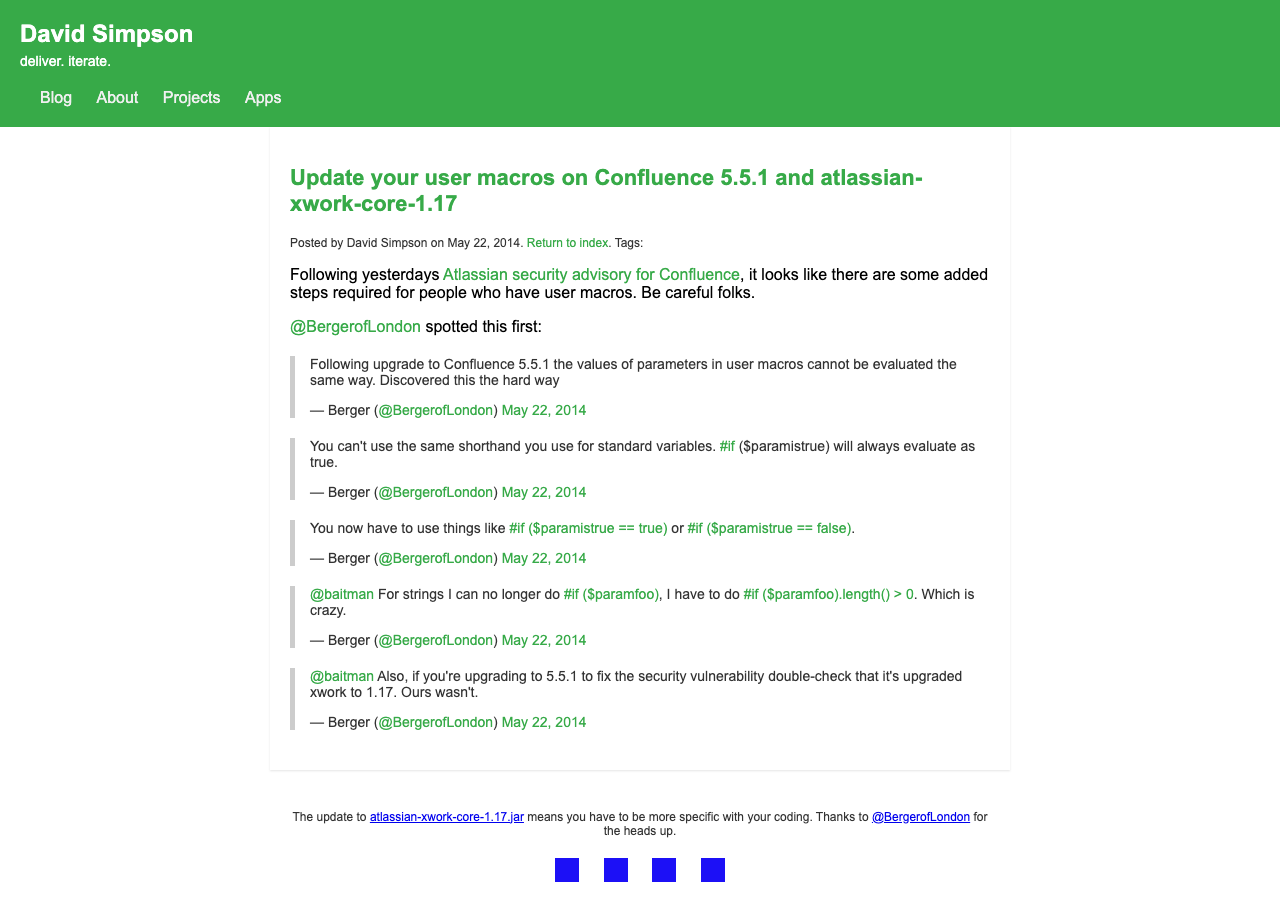 David Simpson
deliver. iterate.
Blog About Projects Apps
Update your user macros on Confluence 5.5.1 and atlassian-
xwork-core-1.17
Posted by David Simpson on May 22, 2014. Return to index. Tags:
Following yesterdays Atlassian security advisory for Confluence, it looks like there are some added
steps required for people who have user macros. Be careful folks.
@BergerofLondon spotted this first:
Following upgrade to Confluence 5.5.1 the values of parameters in user macros cannot be evaluated the
same way. Discovered this the hard way
— Berger (@BergerofLondon) May 22, 2014
You can't use the same shorthand you use for standard variables. #if ($paramistrue) will always evaluate as
true.
— Berger (@BergerofLondon) May 22, 2014
You now have to use things like #if ($paramistrue == true) or #if ($paramistrue == false).
— Berger (@BergerofLondon) May 22, 2014
@baitman For strings I can no longer do #if ($paramfoo), I have to do #if ($paramfoo).length() > 0. Which is
crazy.
— Berger (@BergerofLondon) May 22, 2014
@baitman Also, if you're upgrading to 5.5.1 to fix the security vulnerability double-check that it's upgraded
xwork to 1.17. Ours wasn't.
— Berger (@BergerofLondon) May 22, 2014
The update to atlassian-xwork-core-1.17.jar means you have to be more specific with your coding. Thanks to @BergerofLondon for
the heads up.